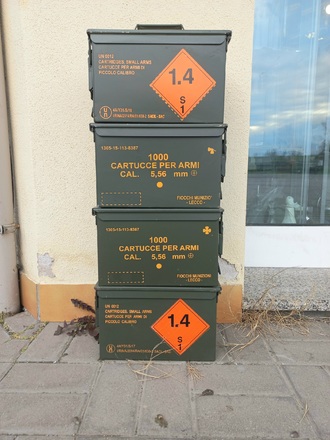 UN 0012
CARTRIDGES, SMALL ARMS
CARTUCCE PER ARMI DI
PICCOLO CALIBRO
1.4
S
1
1000
CARTUCCE PER ARMI
CAL. 5,56 mm
FIOCCHI MUNIZIONI
- LECCO -
1000
CARTUCCE PER ARMI
CAL. 5,56 mm
FIOCCHI MUNIZIONI
- LECCO -
UN 0012
CARTRIDGES, SMALL ARMS
CARTUCCE PER ARMI DI
PICCOLO CALIBRO
1.4
S
1